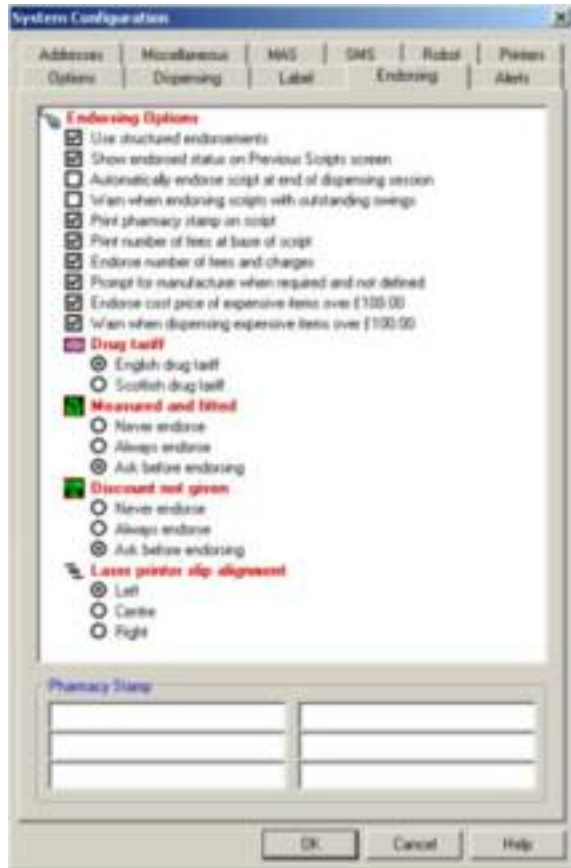 System Configuration
Addresses Miscellaneous MAS SMS Robot Printers
Options Dispensing Label Endorsing Alerts
Endorsing Options
Use structured endorsements
Show endorsed status on Previous Scripts screen
Automatically endorse script at end of dispensing session
Warn when endorsing scripts with outstanding owings
Print pharmacy stamp on script
Print number of fees at base of script
Endorse number of fees and charges
Prompt for manufacturer when required and not defined
Endorse cost price of expensive items over £100.00
Warn when dispensing expensive items over £100.00
Drug tariff
English drug tariff
Scottish drug tariff
Measured and fitted
Never endorse
Always endorse
Ask before endorsing
Discount not given
Never endorse
Always endorse
Ask before endorsing
Laser printer slip alignment
Left
Centre
Right
Pharmacy Stamp
OK Cancel Help